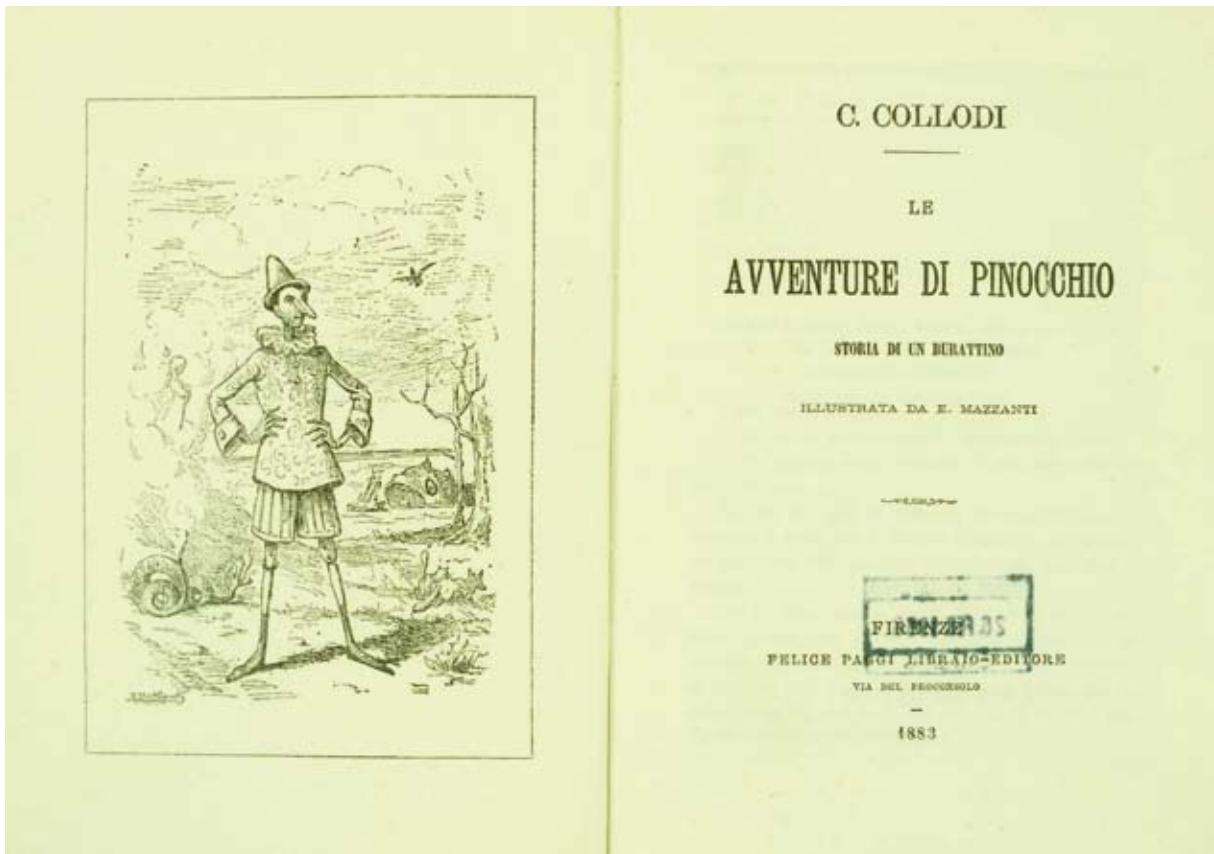 C. COLLODI
LE
AVVENTURE DI PINOCCHIO
STORIA DI UN BURATTINO
ILLUSTRATA DA E. MAZZANTI
FIRENZE
FELICE PAGGI LIBRAIO-EDITORE
VIA DEL PROCONSOLO
1883